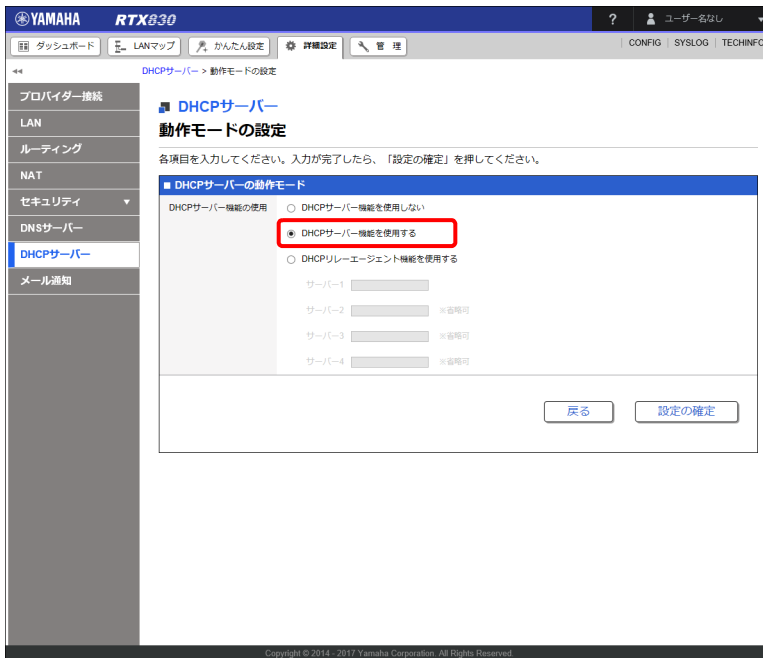 YAMAHA RTX830 ? ユーザー名なし
ダッシュボード LANマップ かんたん設定 詳細設定 管 理 CONFIG SYSLOG TECHINFO
DHCPサーバー > 動作モードの設定
プロバイダー接続
LAN
ルーティング
NAT
セキュリティ
DNSサーバー
DHCPサーバー
メール通知
DHCPサーバー
動作モードの設定
各項目を入力してください。入力が完了したら、「設定の確定」を押してください。
■ DHCPサーバーの動作モード
DHCPサーバー機能の使用
DHCPサーバー機能を使用しない
DHCPサーバー機能を使用する
DHCPリレーエージェント機能を使用する
サーバー1
サーバー2 ※省略可
サーバー3 ※省略可
サーバー4 ※省略可
戻る 設定の確定
Copyright © 2014 - 2017 Yamaha Corporation. All Rights Reserved.